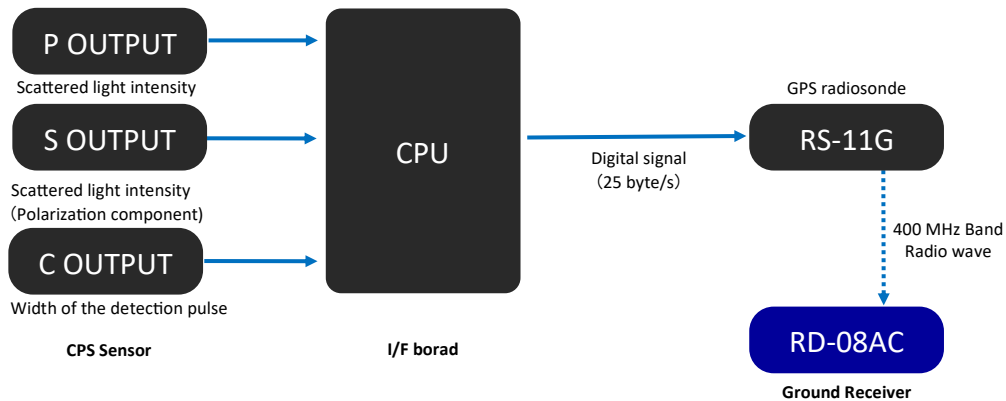 P OUTPUT
Scattered light intensity
S OUTPUT
Scattered light intensity
(Polarization component)
C OUTPUT
Width of the detection pulse
CPS Sensor
CPU
I/F borad
Digital signal
(25 byte/s)
GPS radiosonde
RS-11G
400 MHz Band
Radio wave
RD-08AC
Ground Receiver